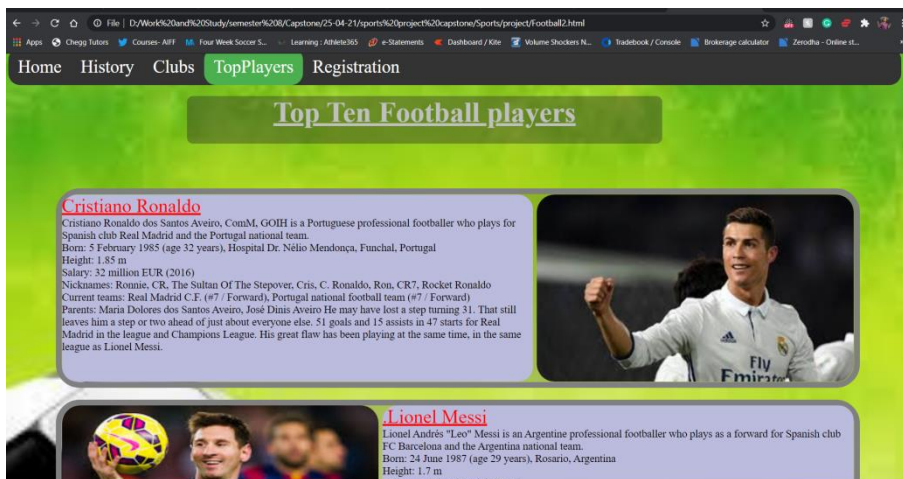 File | D:/Work%20and%20Study/semester%208/Capstone/25-04-21/sports%20project%20capstone/Sports/project/Football2.html
Apps Chegg Tutors Courses- AIFF Four Week Soccer S... Learning : Athlete365 e-Statements Dashboard / Kite Volume Shockers N... Tradebook / Console Brokerage calculator Zerodha - Online st...
Home History Clubs TopPlayers Registration
Top Ten Football players
Cristiano Ronaldo
Cristiano Ronaldo dos Santos Aveiro, ComM, GOIH is a Portuguese professional footballer who plays for
Spanish club Real Madrid and the Portugal national team.
Born: 5 February 1985 (age 32 years), Hospital Dr. Nélio Mendonça, Funchal, Portugal
Height: 1.85 m
Salary: 32 million EUR (2016)
Nicknames: Ronnie, CR, The Sultan Of The Stepover, Cris, C. Ronaldo, Ron, CR7, Rocket Ronaldo
Current teams: Real Madrid C.F. (#7 / Forward), Portugal national football team (#7 / Forward)
Parents: Maria Dolores dos Santos Aveiro, José Dinis Aveiro He may have lost a step turning 31. That still
leaves him a step or two ahead of just about everyone else. 51 goals and 15 assists in 47 starts for Real
Madrid in the league and Champions League. His great flaw has been playing at the same time, in the same
league as Lionel Messi.
Fly
Emirates
.Lionel Messi
Lionel Andrés "Leo" Messi is an Argentine professional footballer who plays as a forward for Spanish club
FC Barcelona and the Argentina national team.
Born: 24 June 1987 (age 29 years), Rosario, Argentina
Height: 1.7 m